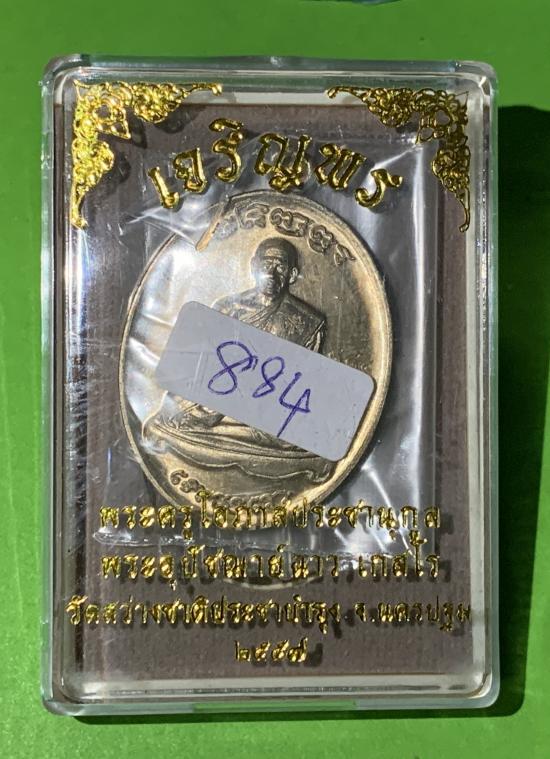 เจริญพร
884
พระครูโอภาสประชานุกูล
พระอุปัชฌาย์ฉาว เกสโร
วัดสว่างชาติประชาบำรุง จ.นครปฐม
๒๕๕๗